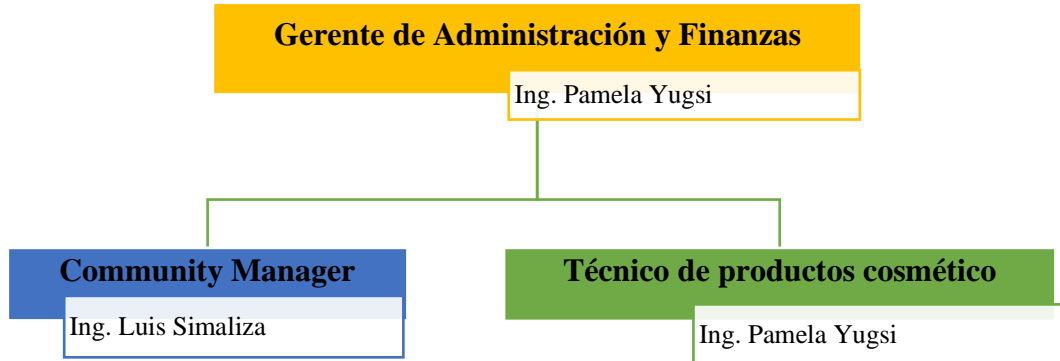 Gerente de Administración y Finanzas
Ing. Pamela Yugsi
Community Manager
Ing. Luis Simaliza
Técnico de productos cosmético
Ing. Pamela Yugsi